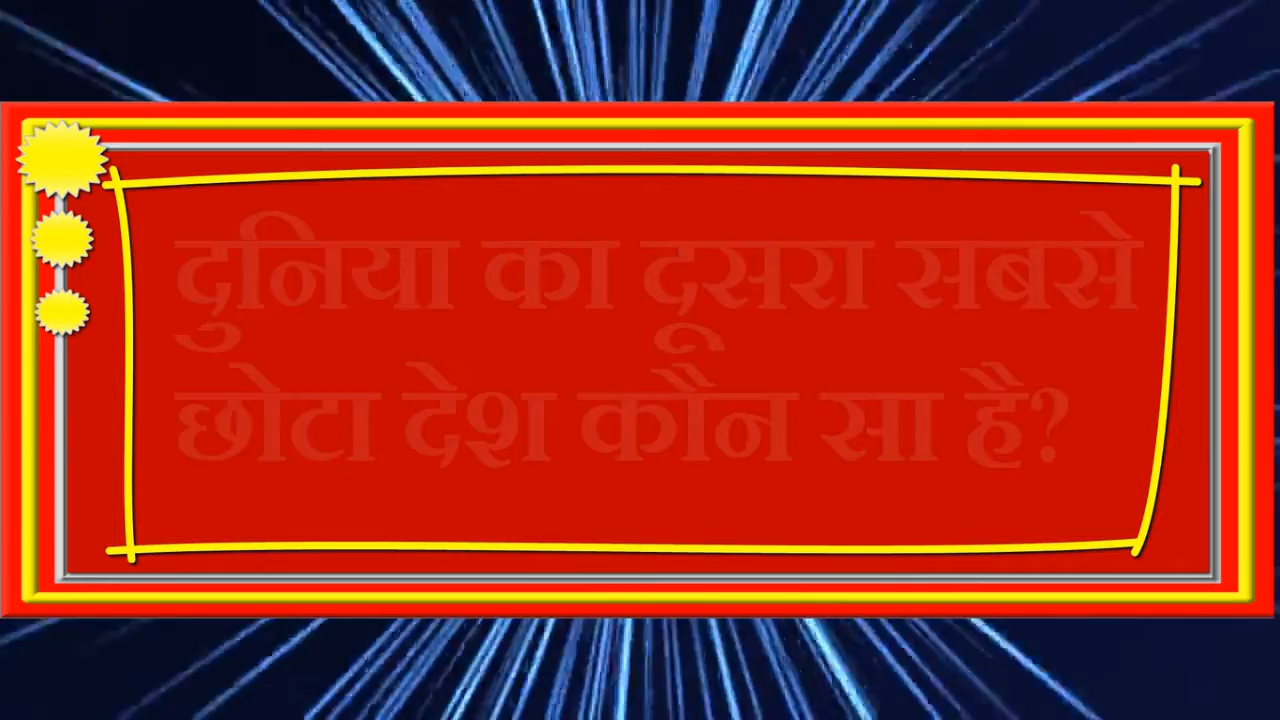 दुनिया का दूसरा सबसे
छोटा देश कौन सा है?